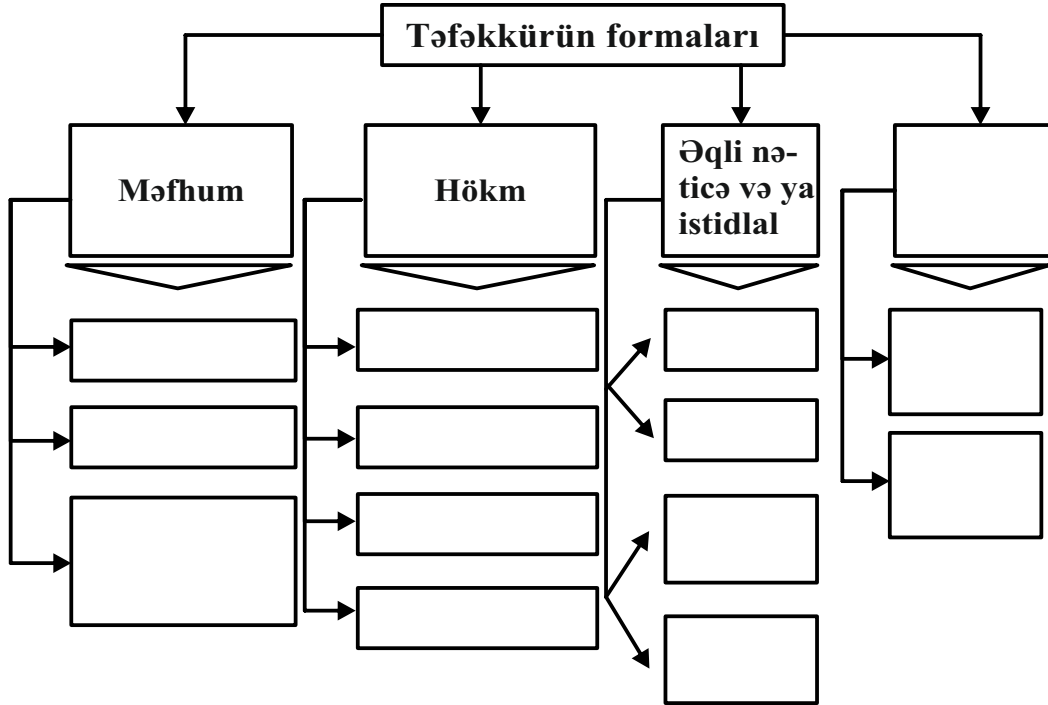 Təfəkkürün formaları
Məfhum
Hökm
Əqli nə-
ticə və ya
istidlal